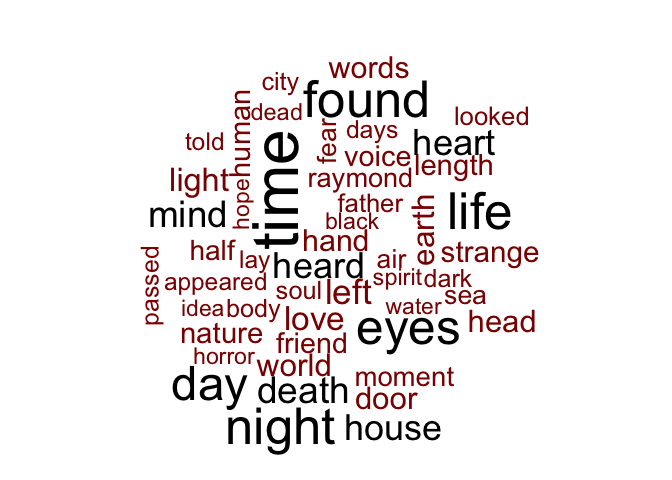 words
city
found
dead
human
looked
fear
days
told
heart
time
voice
length
light
raymond
hope
father
life
mind
black
earth
hand
half
strange
lay
heard
air
passed
appeared
spirit
dark
soul
left
sea
idea
body
water
love
eyes
head
nature
friend
horror
world
day
death
moment
door
night
house